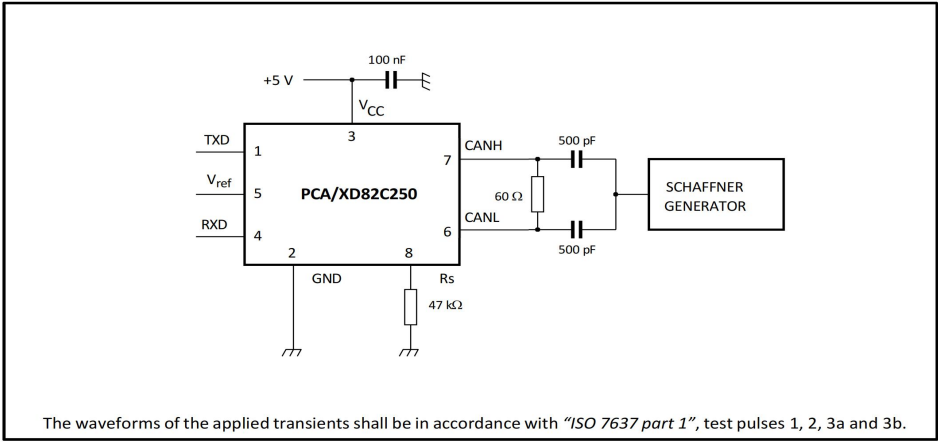 100 nF
+5 V
VCC
3
TXD
1
CANH
7
500 pF
Vref
5
PCA/XD82C250
60 Ω
SCHAFFNER
GENERATOR
RXD
4
CANL
6
500 pF
2
8
GND
Rs
47 kΩ
The waveforms of the applied transients shall be in accordance with “ISO 7637 part 1”, test pulses 1, 2, 3a and 3b.